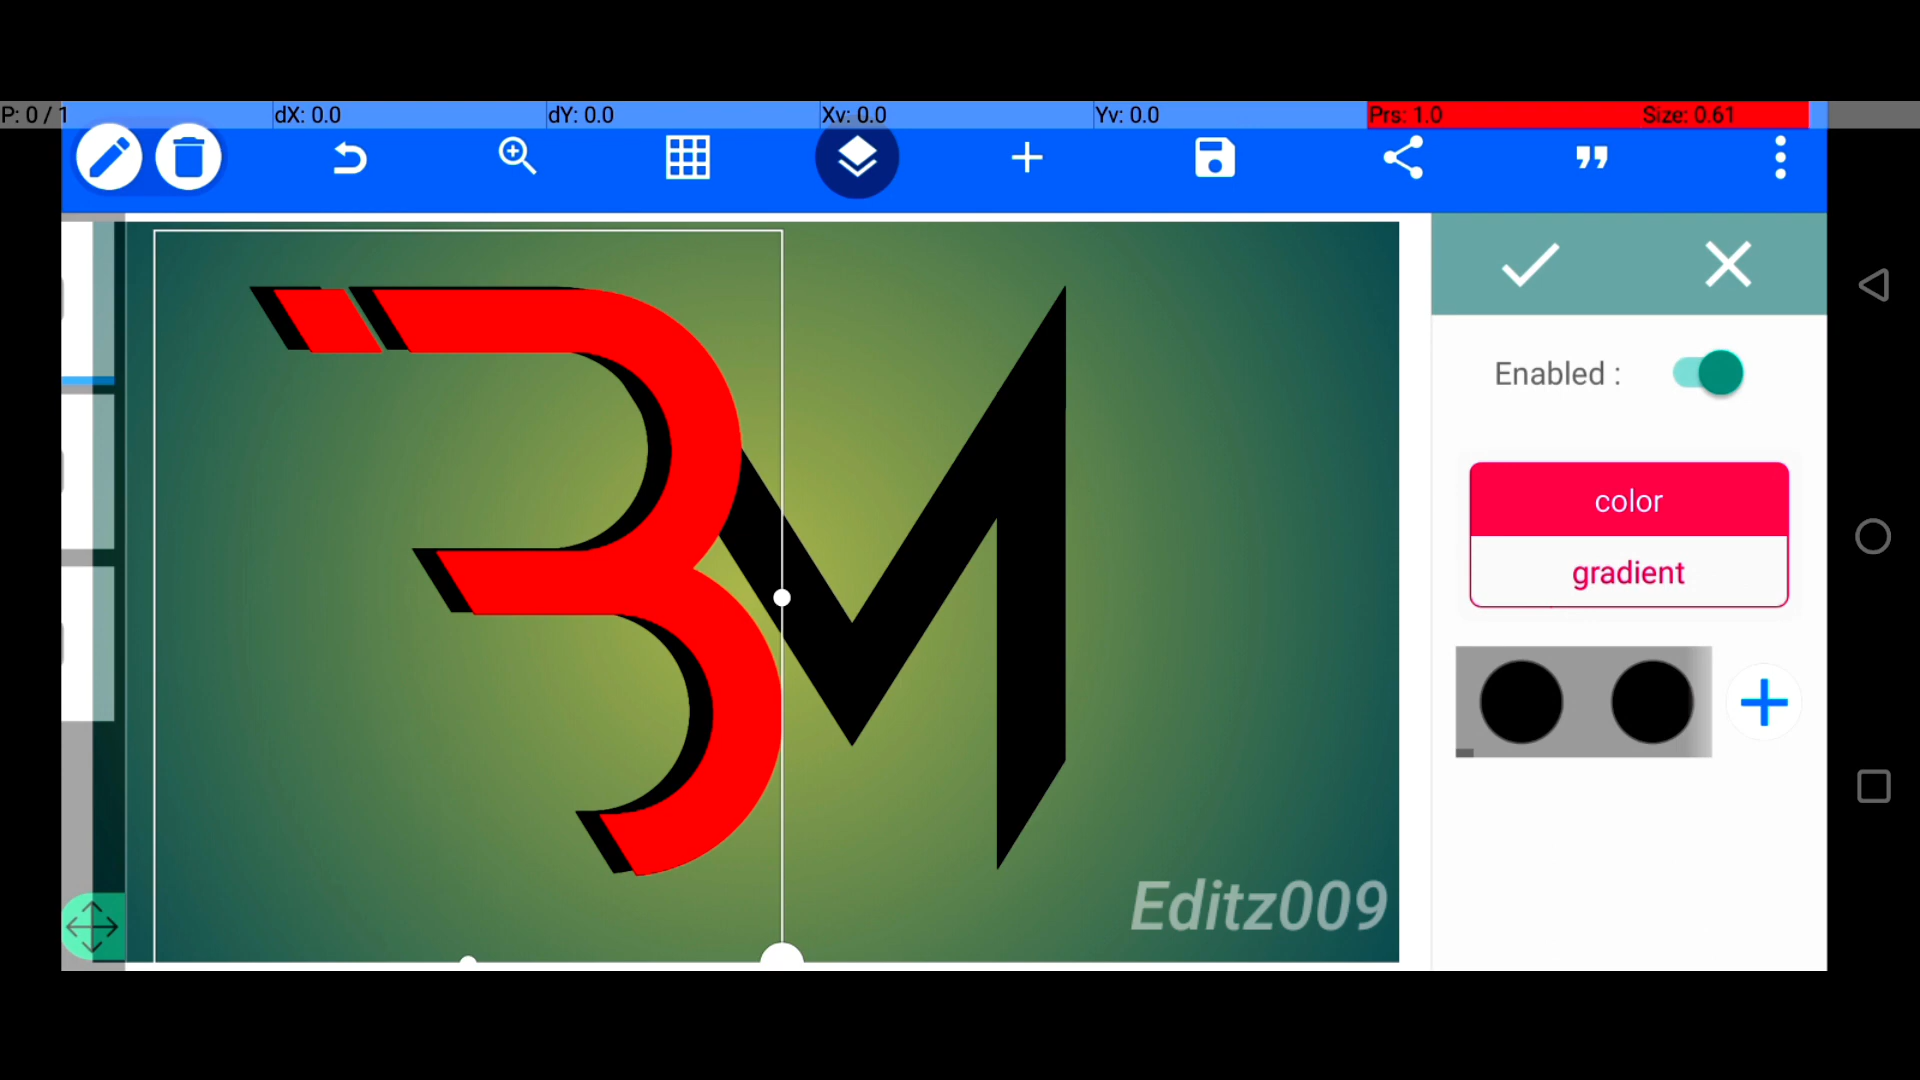 P: 0 / 1 dX: 0.0 dY: 0.0 Xv: 0.0 Yv: 0.0 Prs: 1.0 Size: 0.61
Enabled :
color
gradient
BM
Editz009